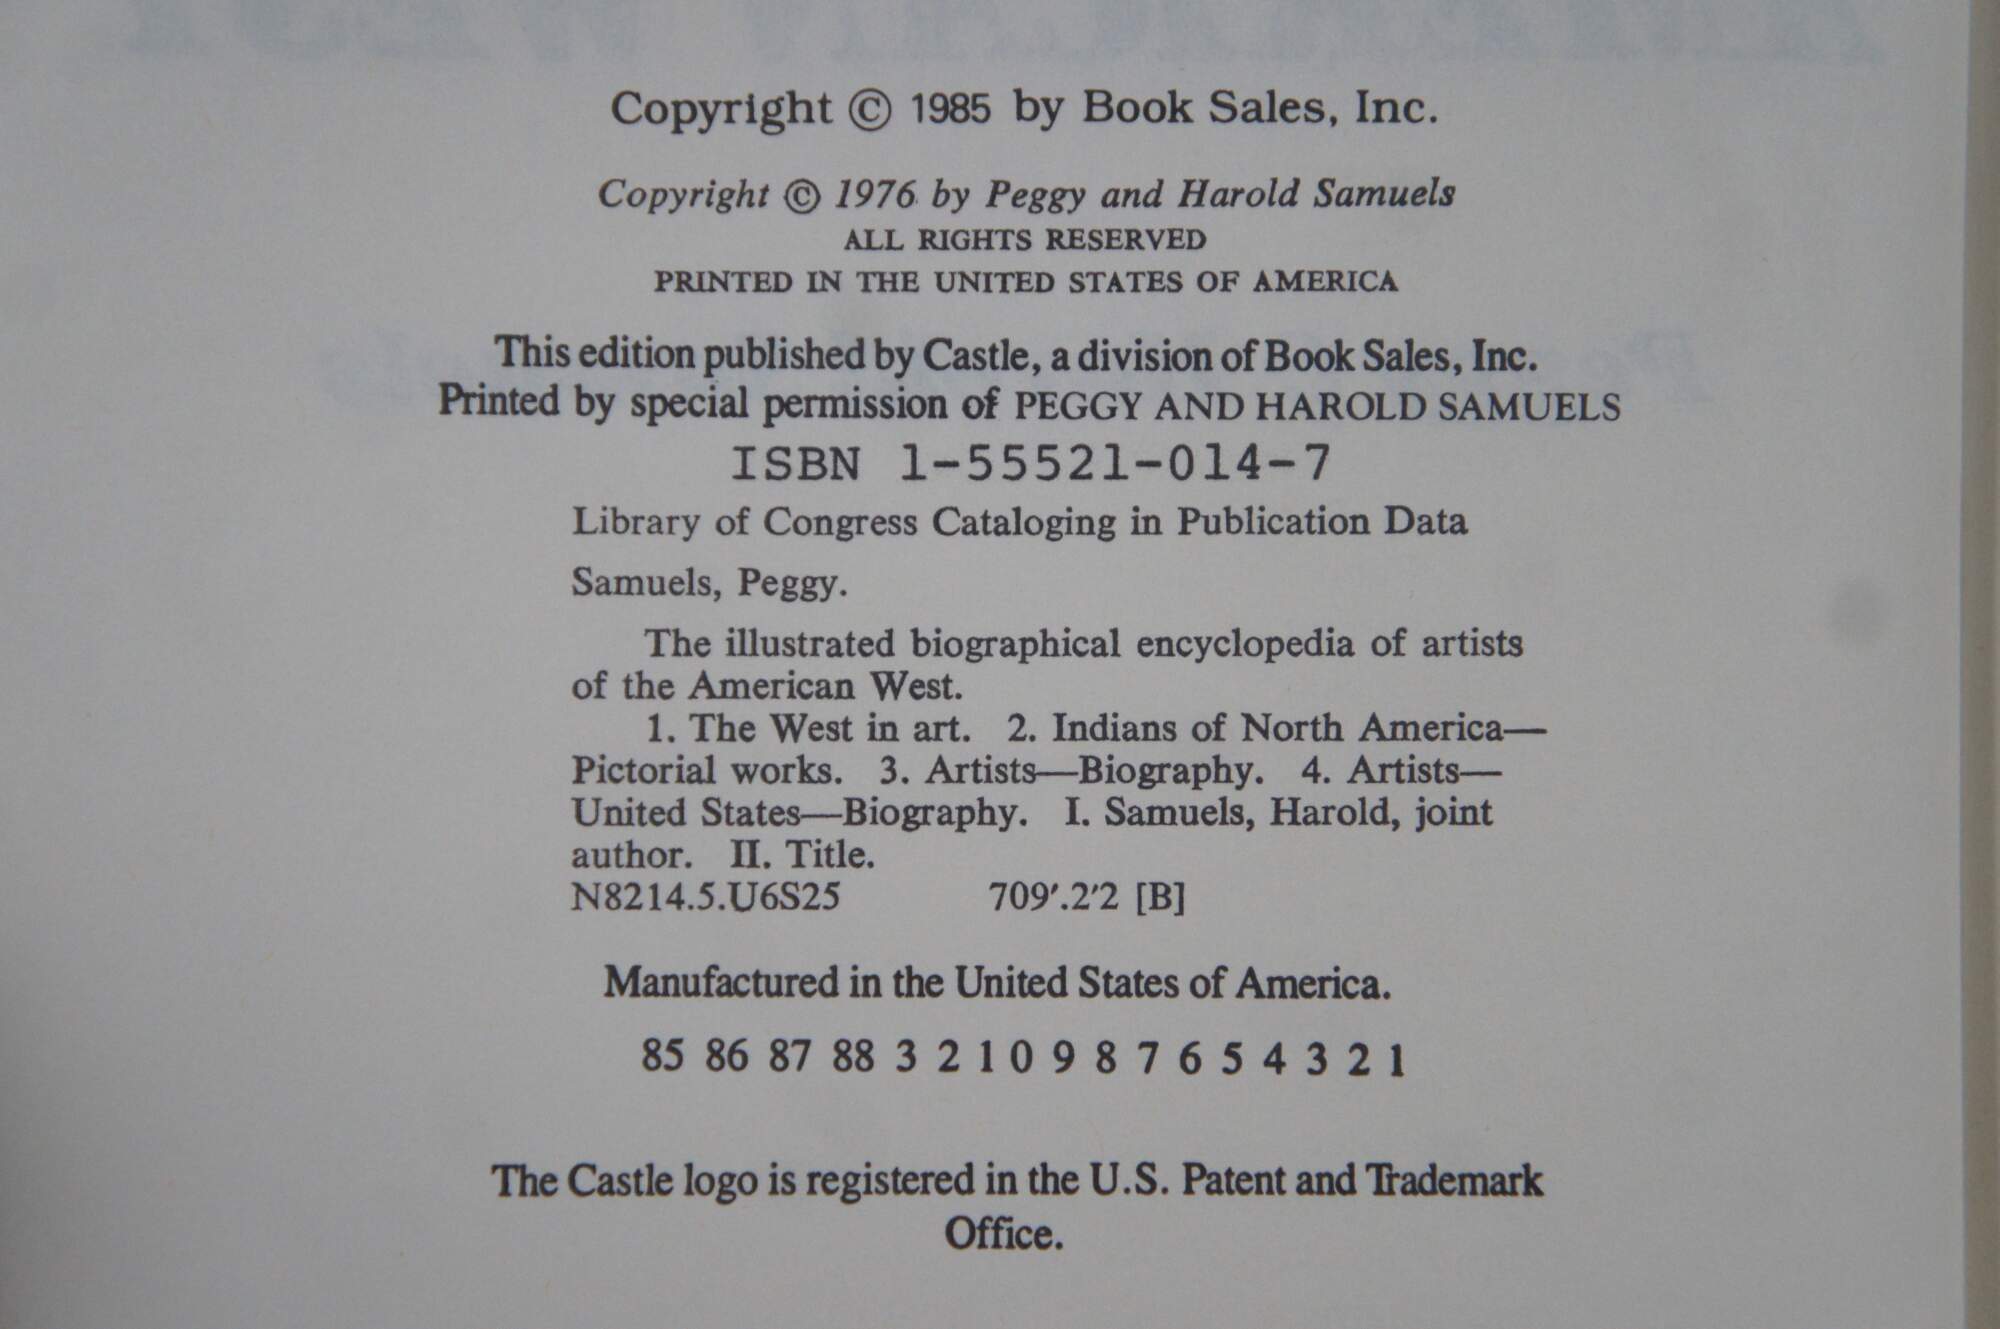 Copyright © 1985 by Book Sales, Inc.
Copyright © 1976 by Peggy and Harold Samuels
ALL RIGHTS RESERVED
PRINTED IN THE UNITED STATES OF AMERICA
This edition published by Castle, a division of Book Sales, Inc.
Printed by special permission of PEGGY AND HAROLD SAMUELS
ISBN 1-55521-014-7
Library of Congress Cataloging in Publication Data
Samuels, Peggy.
The illustrated biographical encyclopedia of artists
of the American West.
1. The West in art. 2. Indians of North America—
Pictorial works. 3. Artists—Biography. 4. Artists—
United States—Biography. I. Samuels, Harold, joint
author. II. Title.
N8214.5.U6S25 709'.2'2 [B]
Manufactured in the United States of America.
85 86 87 88 3 2 1 0 9 8 7 6 5 4 3 2 1
The Castle logo is registered in the U.S. Patent and Trademark
Office.